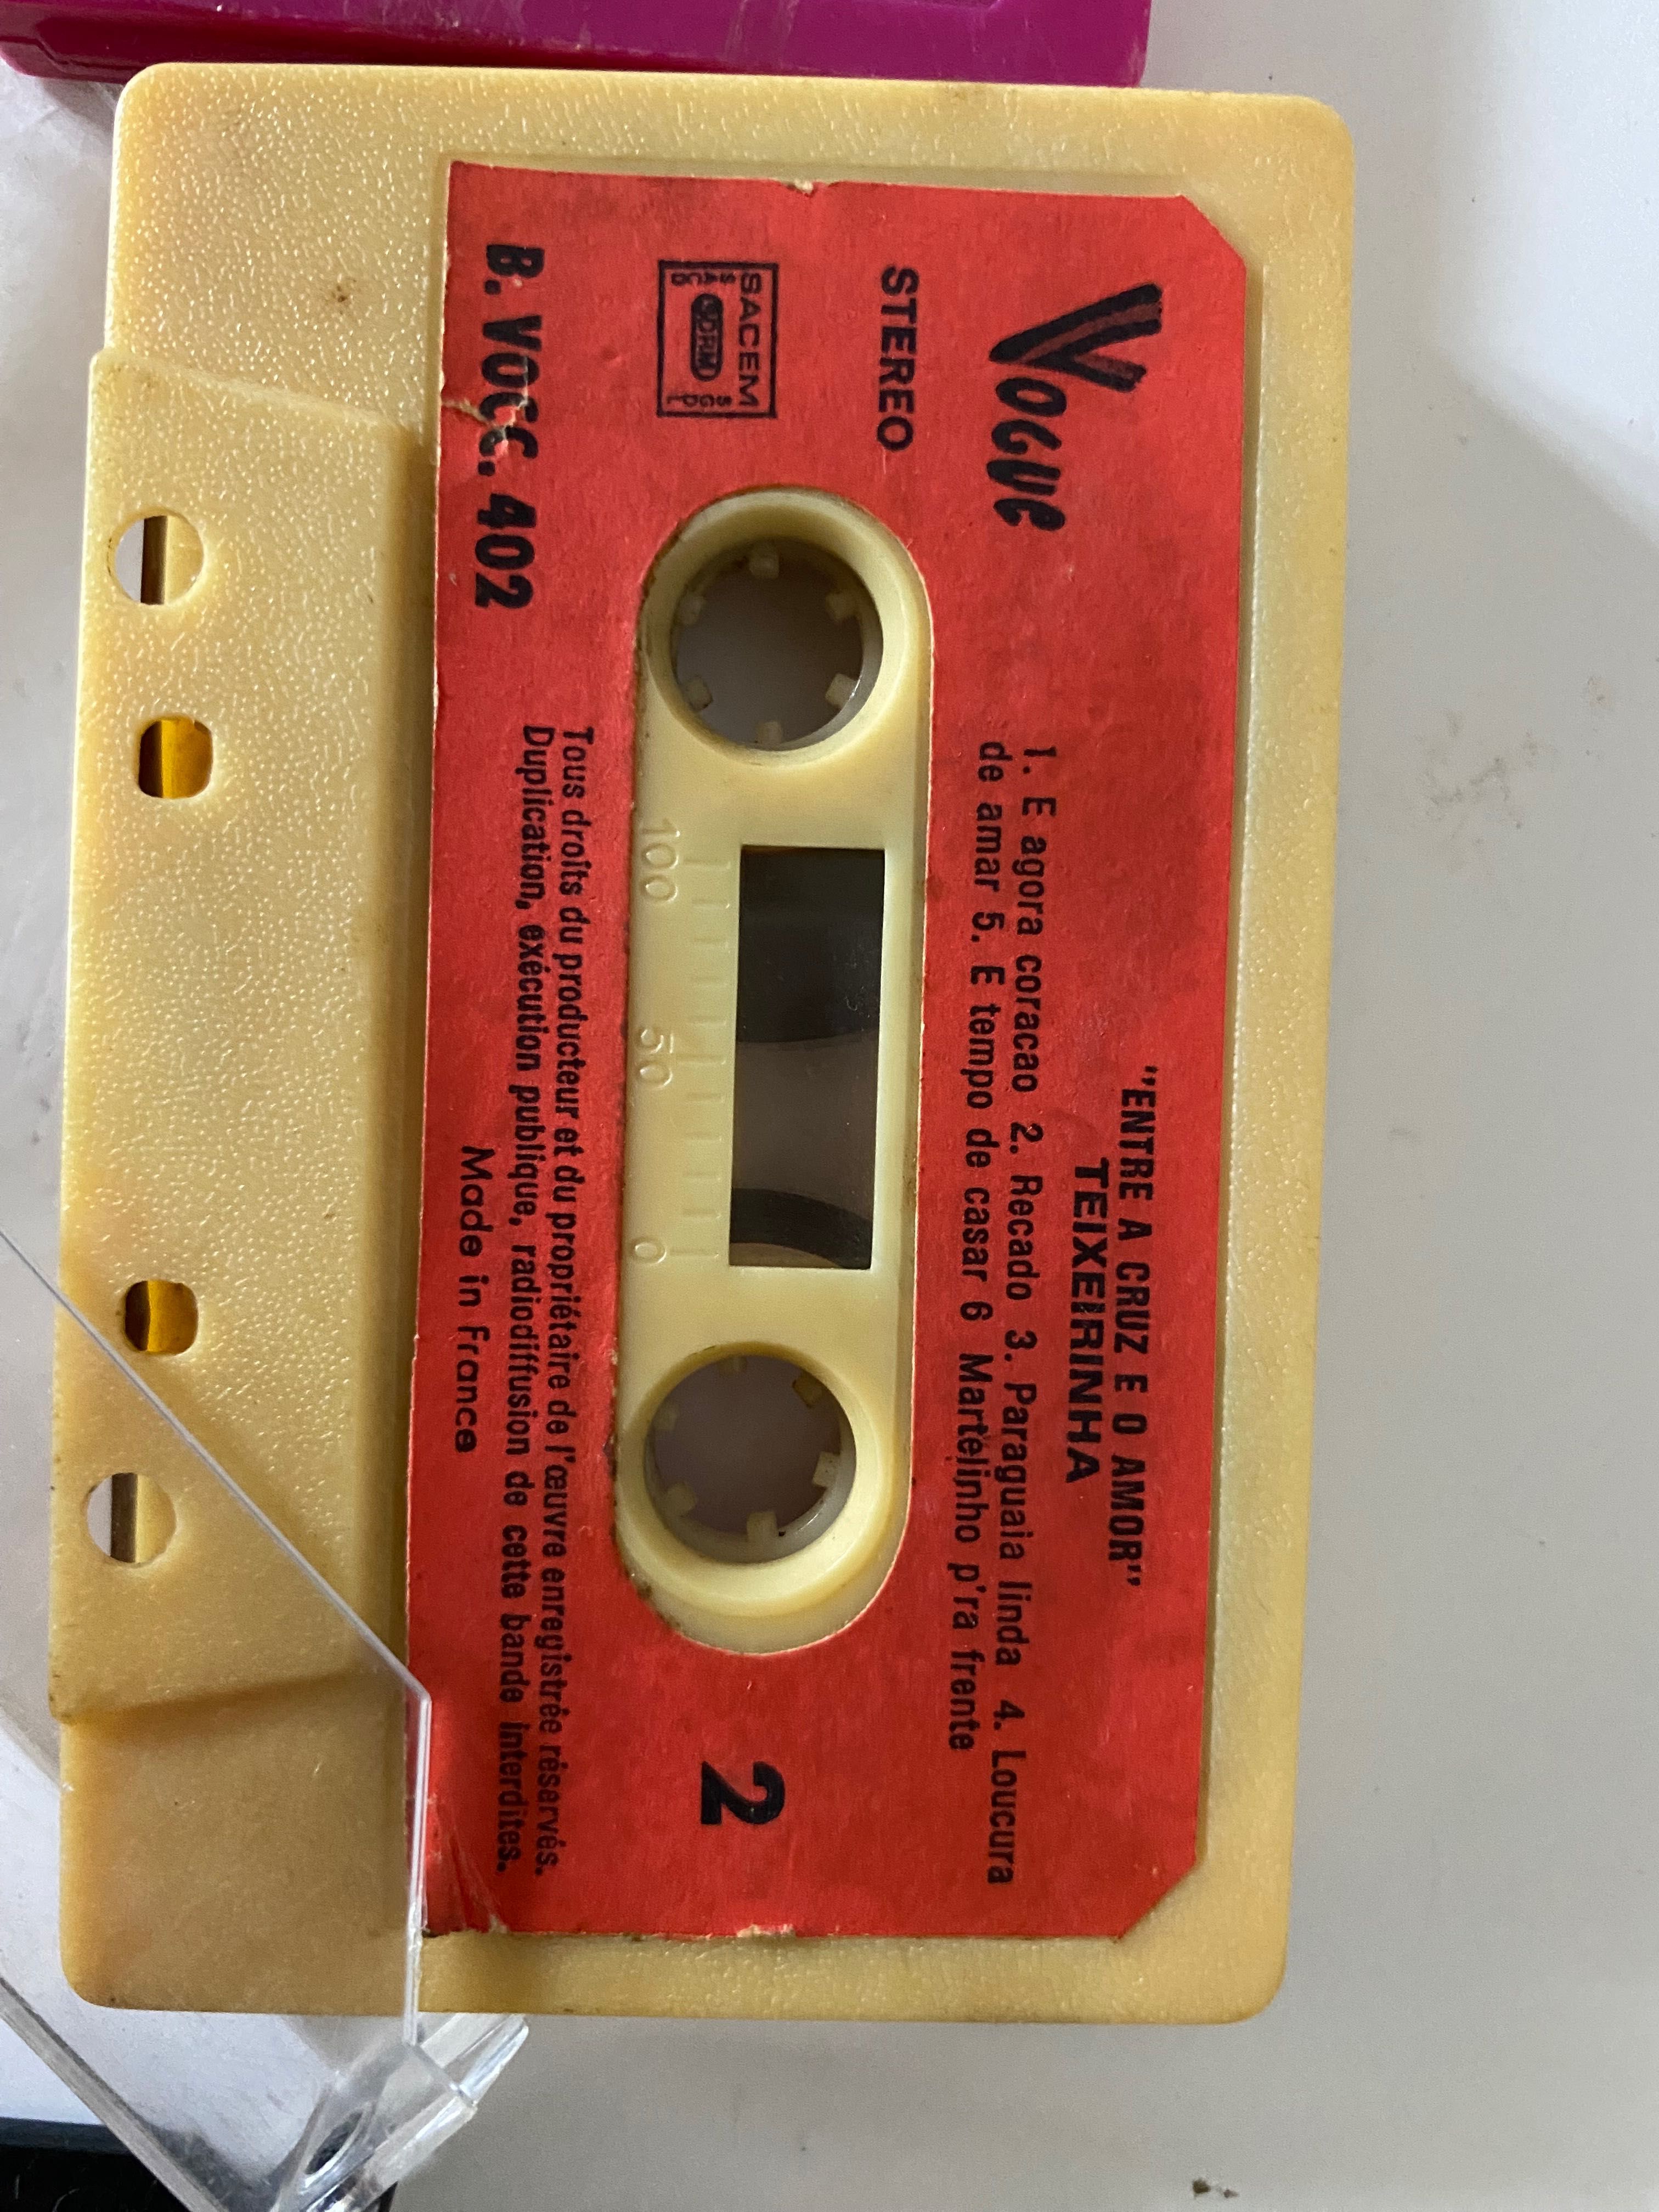 VOGUE
"ENTRE A CRUZ E O AMOR"
TEIXEIRINHA
1. E agora coracao 2. Recado 3. Paraguaia linda 4. Loucura
de amar 5. E tempo de casar 6 Martelinho p'ra frente
STEREO
SACEM
SACD SDRM SGDL
2
100 50 0
Tous droits du producteur et du propriétaire de l'œuvre enregistrée réservés.
Duplication, exécution publique, radiodiffusion de cette bande interdites.
B. VOCC. 402
Made in France